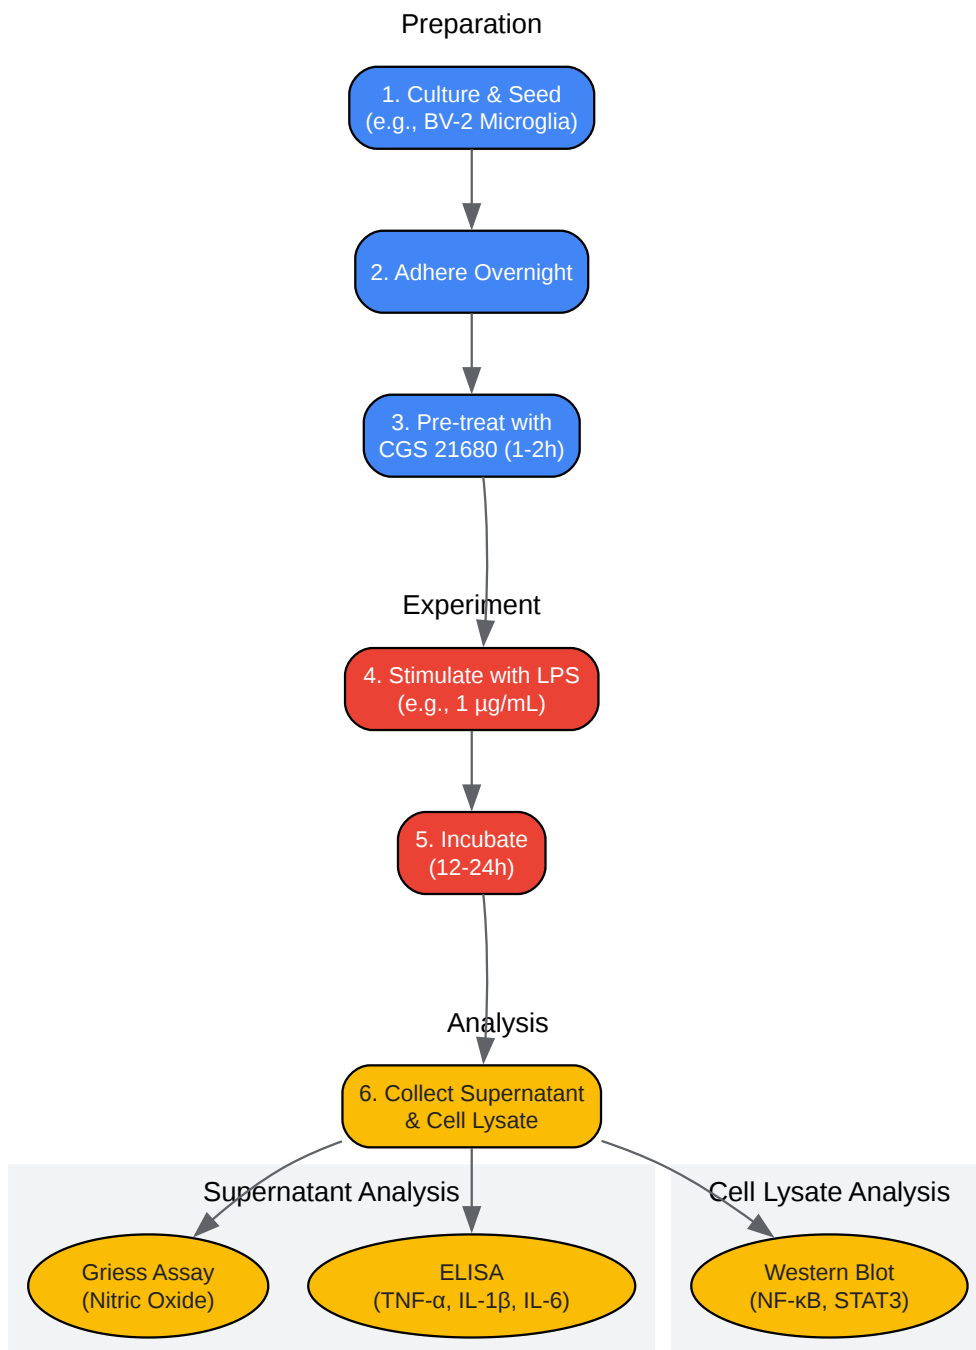 Preparation
1. Culture & Seed
(e.g., BV-2 Microglia)
2. Adhere Overnight
3. Pre-treat with
CGS 21680 (1-2h)
Experiment
4. Stimulate with LPS
(e.g., 1 µg/mL)
5. Incubate
(12-24h)
Analysis
6. Collect Supernatant
& Cell Lysate
Supernatant Analysis
Cell Lysate Analysis
Griess Assay
(Nitric Oxide)
ELISA
(TNF-α, IL-1β, IL-6)
Western Blot
(NF-κB, STAT3)